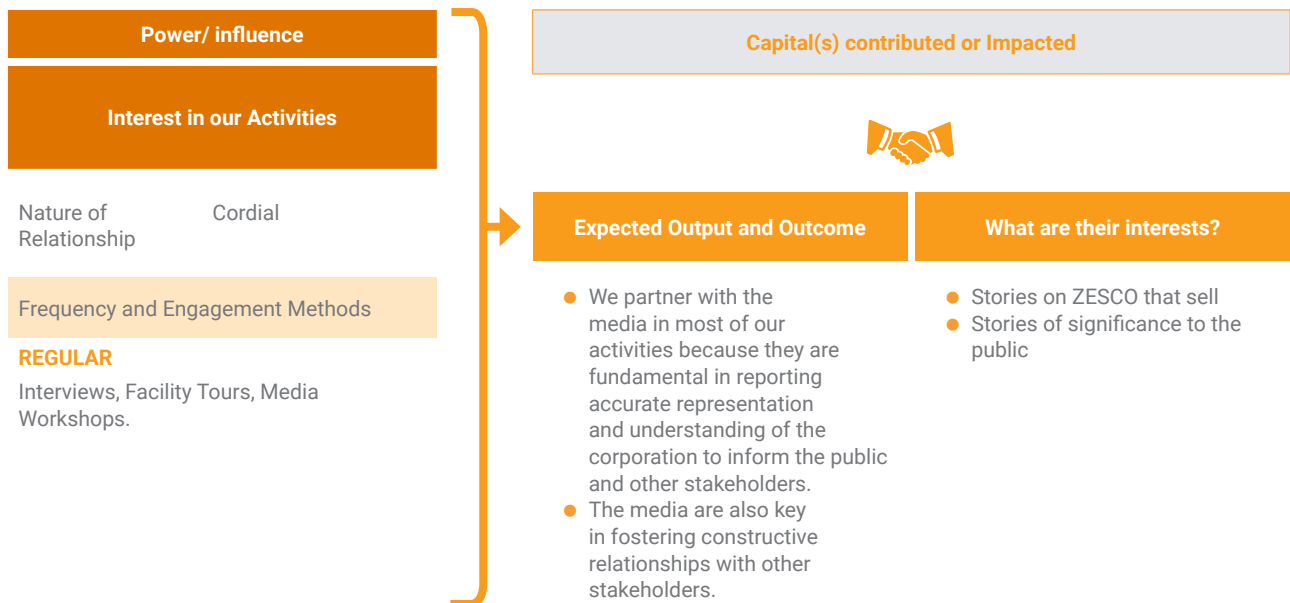 Power/ influence
Interest in our Activities
Nature of
Relationship
Cordial
Frequency and Engagement Methods
REGULAR
Interviews, Facility Tours, Media
Workshops.
Capital(s) contributed or Impacted
Expected Output and Outcome
We partner with the
media in most of our
activities because they are
fundamental in reporting
accurate representation
and understanding of the
corporation to inform the public
and other stakeholders.
The media are also key
in fostering constructive
relationships with other
stakeholders.
What are their interests?
Stories on ZESCO that sell
Stories of significance to the
public